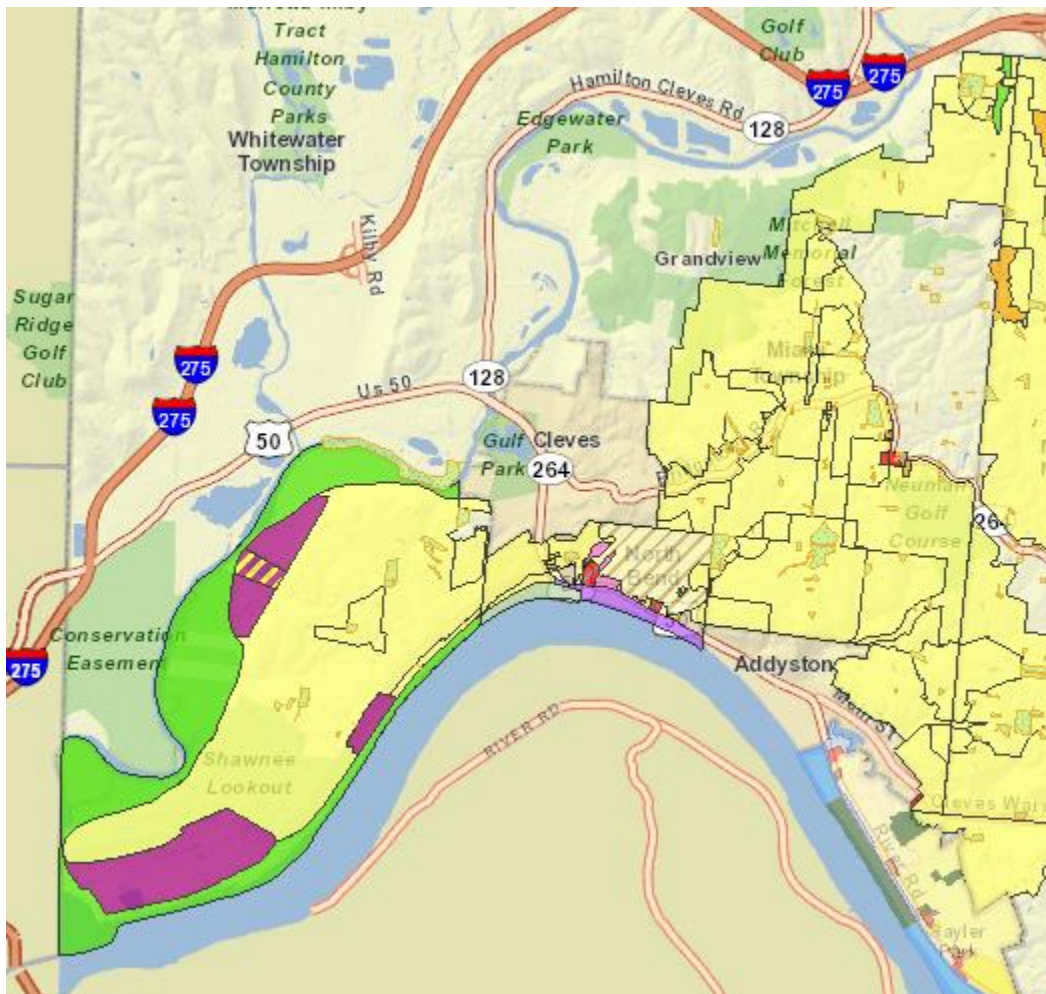 Tract
Hamilton
County
Parks
Whitewater
Township
Golf
Club
275
275
Hamilton Cleves Rd
128
Edgewater
Park
Kilby Rd
Grandview
Mitchell
Memorial
Forest
Sugar
Ridge
Golf
Club
275
275
Us 50
128
50
Miami
Township
Gulf
Park
Cleves
264
Neuman
Golf
Course
264
North
Bend
Conservation
Easement
275
Addyston
Main ST
Shawnee
Lookout
RIVER RD
River Rd
Cleves Wars
Sayler
Park